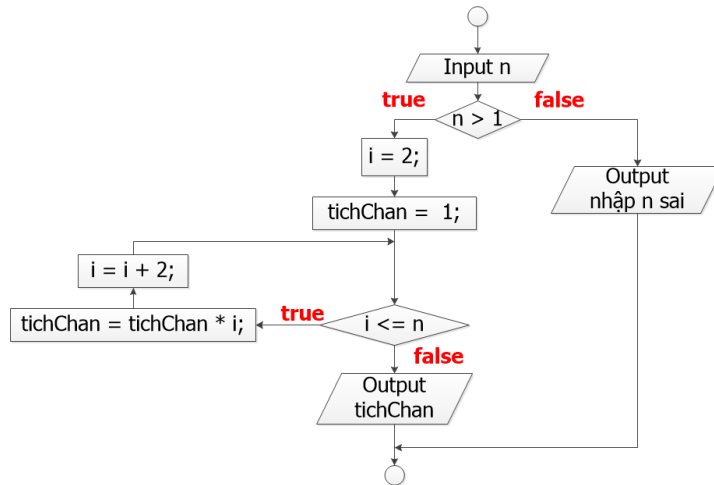 Input n
true
false
n > 1
i = 2;
Output
nhập n sai
tichChan =  1;
i = i + 2;
tichChan = tichChan * i;
true
i <= n
false
Output
tichChan